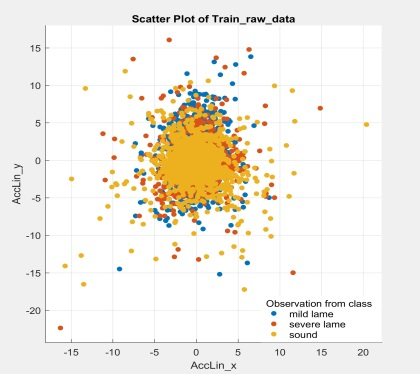 Scatter Plot of Train_raw_data
AccLin_y
15
10
5
0
-5
-10
-15
-20
-15
-10
-5
0
5
10
15
20
AccLin_x
Observation from class
mild lame
severe lame
sound